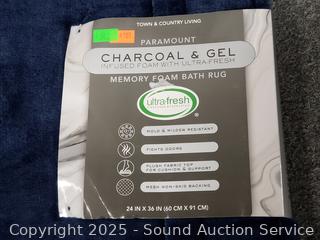 TOWN & COUNTRY LIVING
PARAMOUNT
CHARCOAL & GEL
INFUSED FOAM WITH ULTRA-FRESH
MEMORY FOAM BATH RUG
ultra-fresh
MOLD & MILDEW RESISTANT
FIGHTS ODORS
PLUSH FABRIC TOP
FOR CUSHION & SUPPORT
MESH NON-SKID BACKING
24 IN X 36 IN (60 CM X 91 CM)
Copyright 2025 - Sound Auction Service